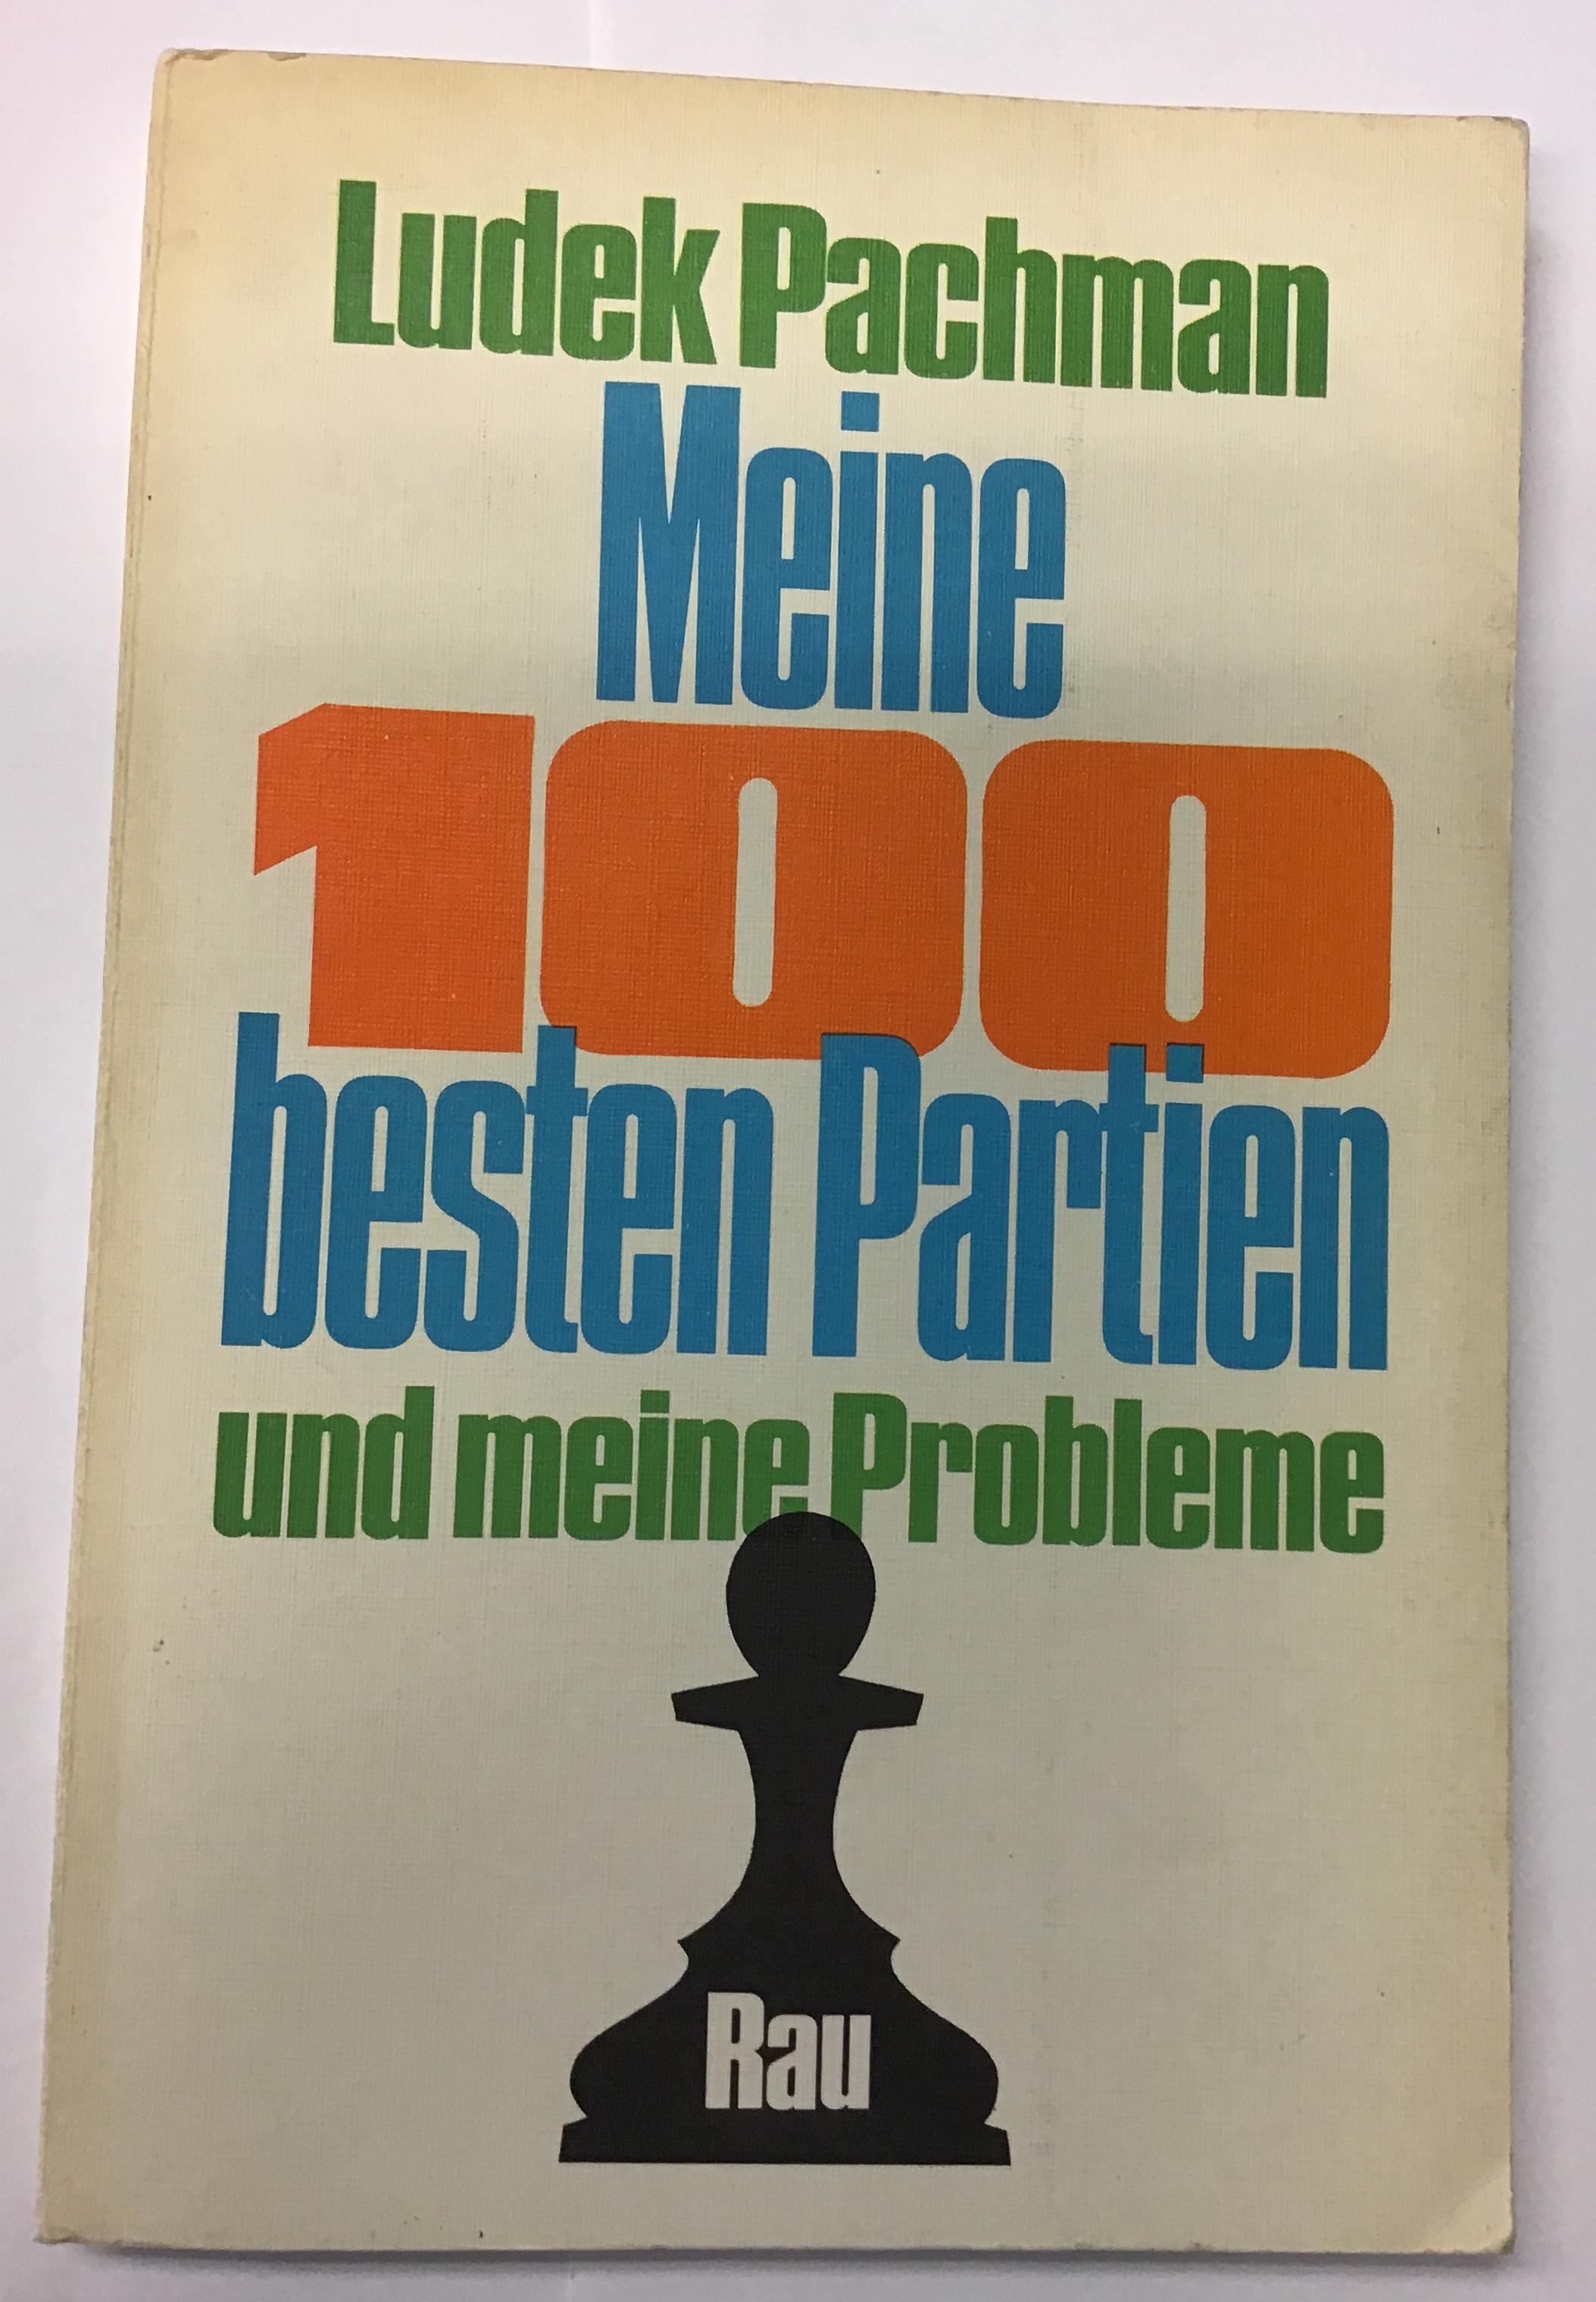 Ludek Pachman
Meine
100
besten Partien
und meine Probleme
Rau